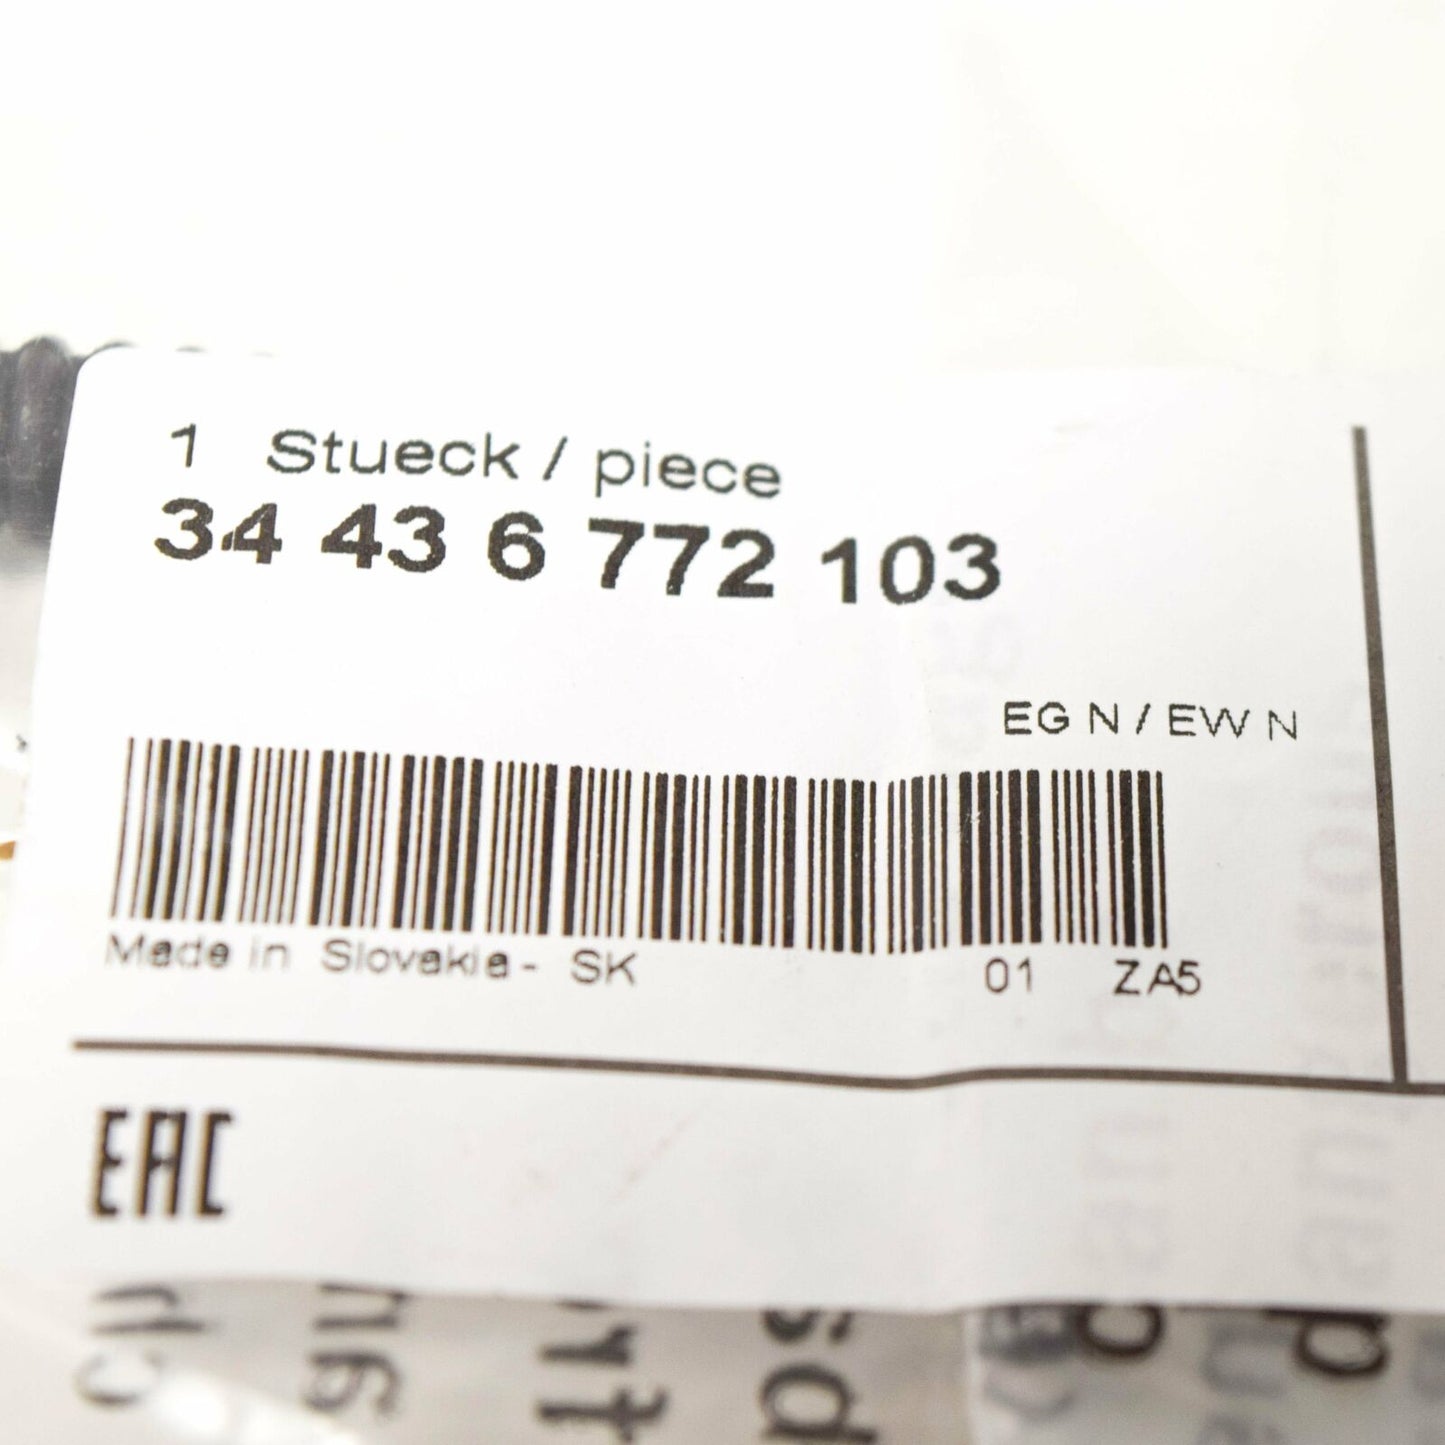 1 Stueck / piece
34 43 6 772 103
EG N / EW N
Made in Slovakia - SK 01 ZA5
EAC